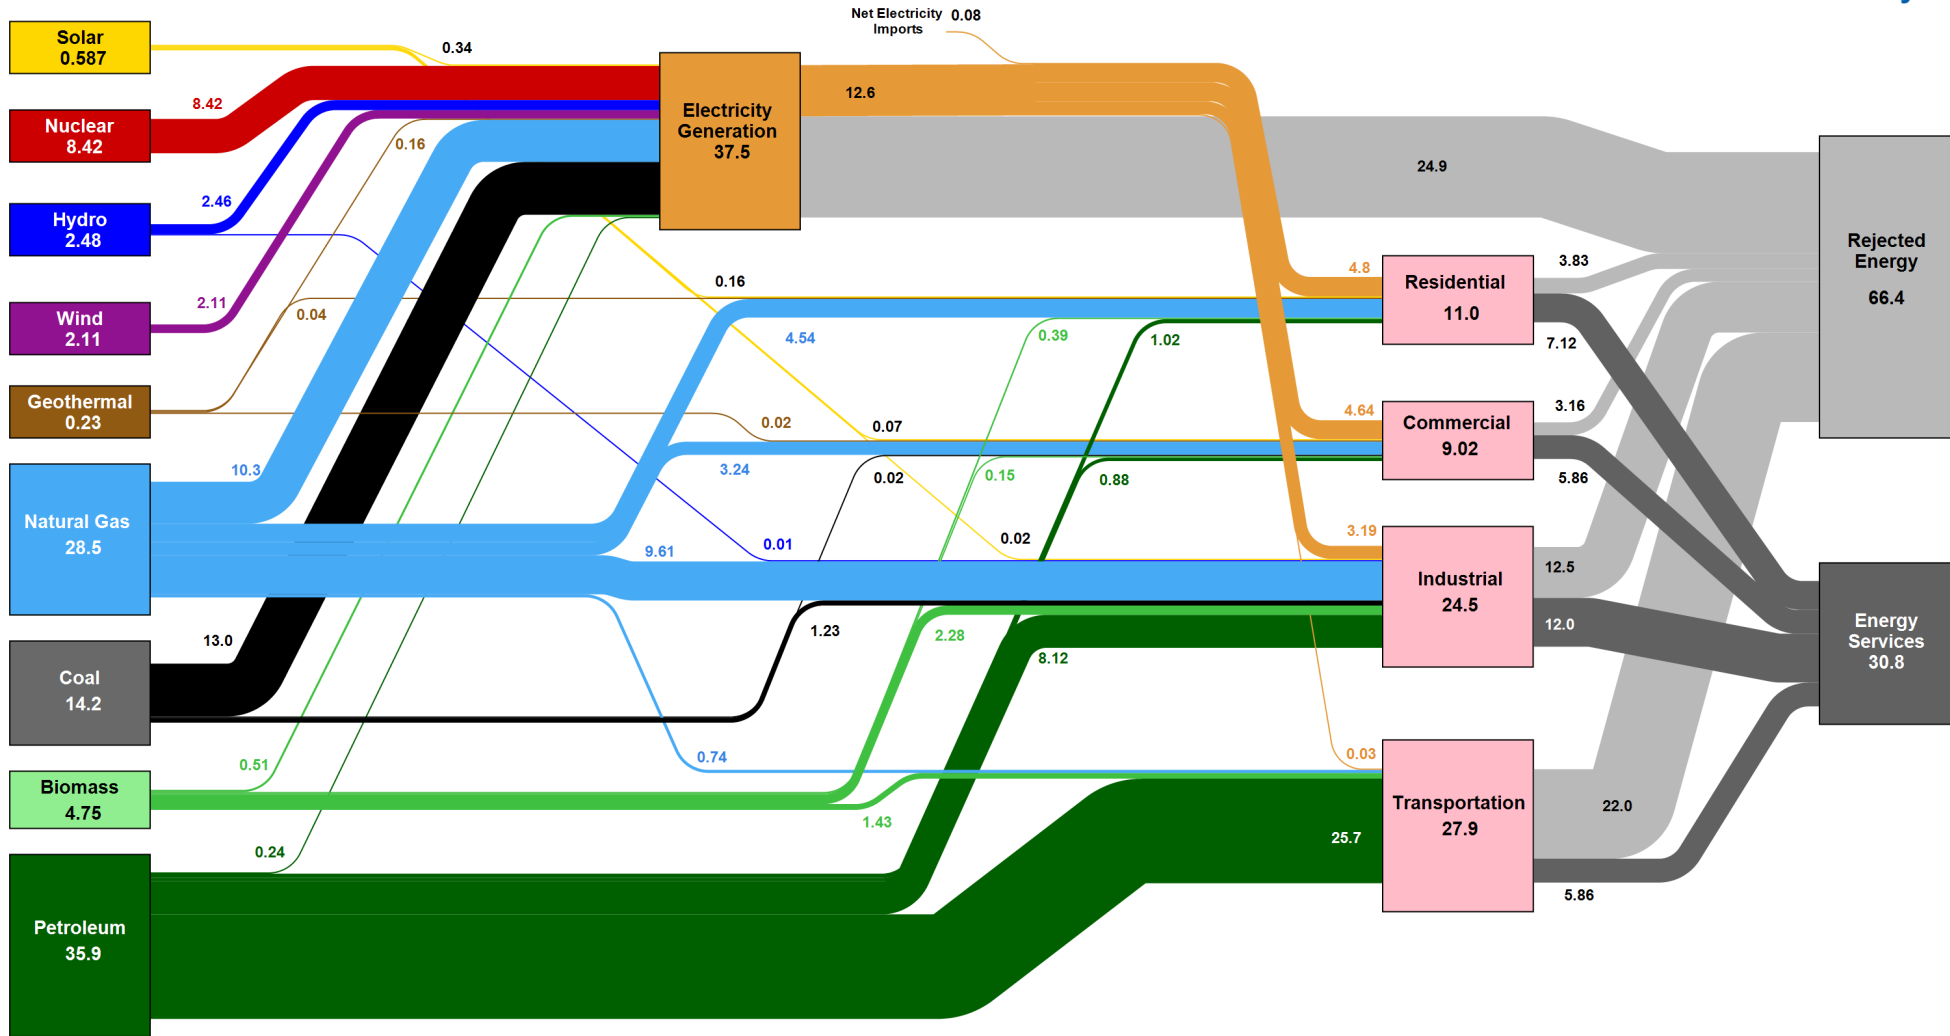 Net Electricity 0.08
Imports
Solar
0.587
0.34
Nuclear
8.42
8.42
Hydro
2.48
2.46
Wind
2.11
2.11
Geothermal
0.23
0.16
0.04
0.02
Natural Gas
28.5
10.3
4.54
3.24
9.61
0.74
Coal
14.2
13.0
1.23
0.02
Biomass
4.75
0.51
0.39
0.15
2.28
1.43
Petroleum
35.9
0.24
1.02
0.88
8.12
25.7
Electricity
Generation
37.5
12.6
24.9
0.16
0.07
0.02
0.01
4.8
4.64
3.19
0.03
Residential
11.0
3.83
7.12
Commercial
9.02
3.16
5.86
Industrial
24.5
12.5
12.0
Transportation
27.9
22.0
5.86
Rejected
Energy
66.4
Energy
Services
30.8